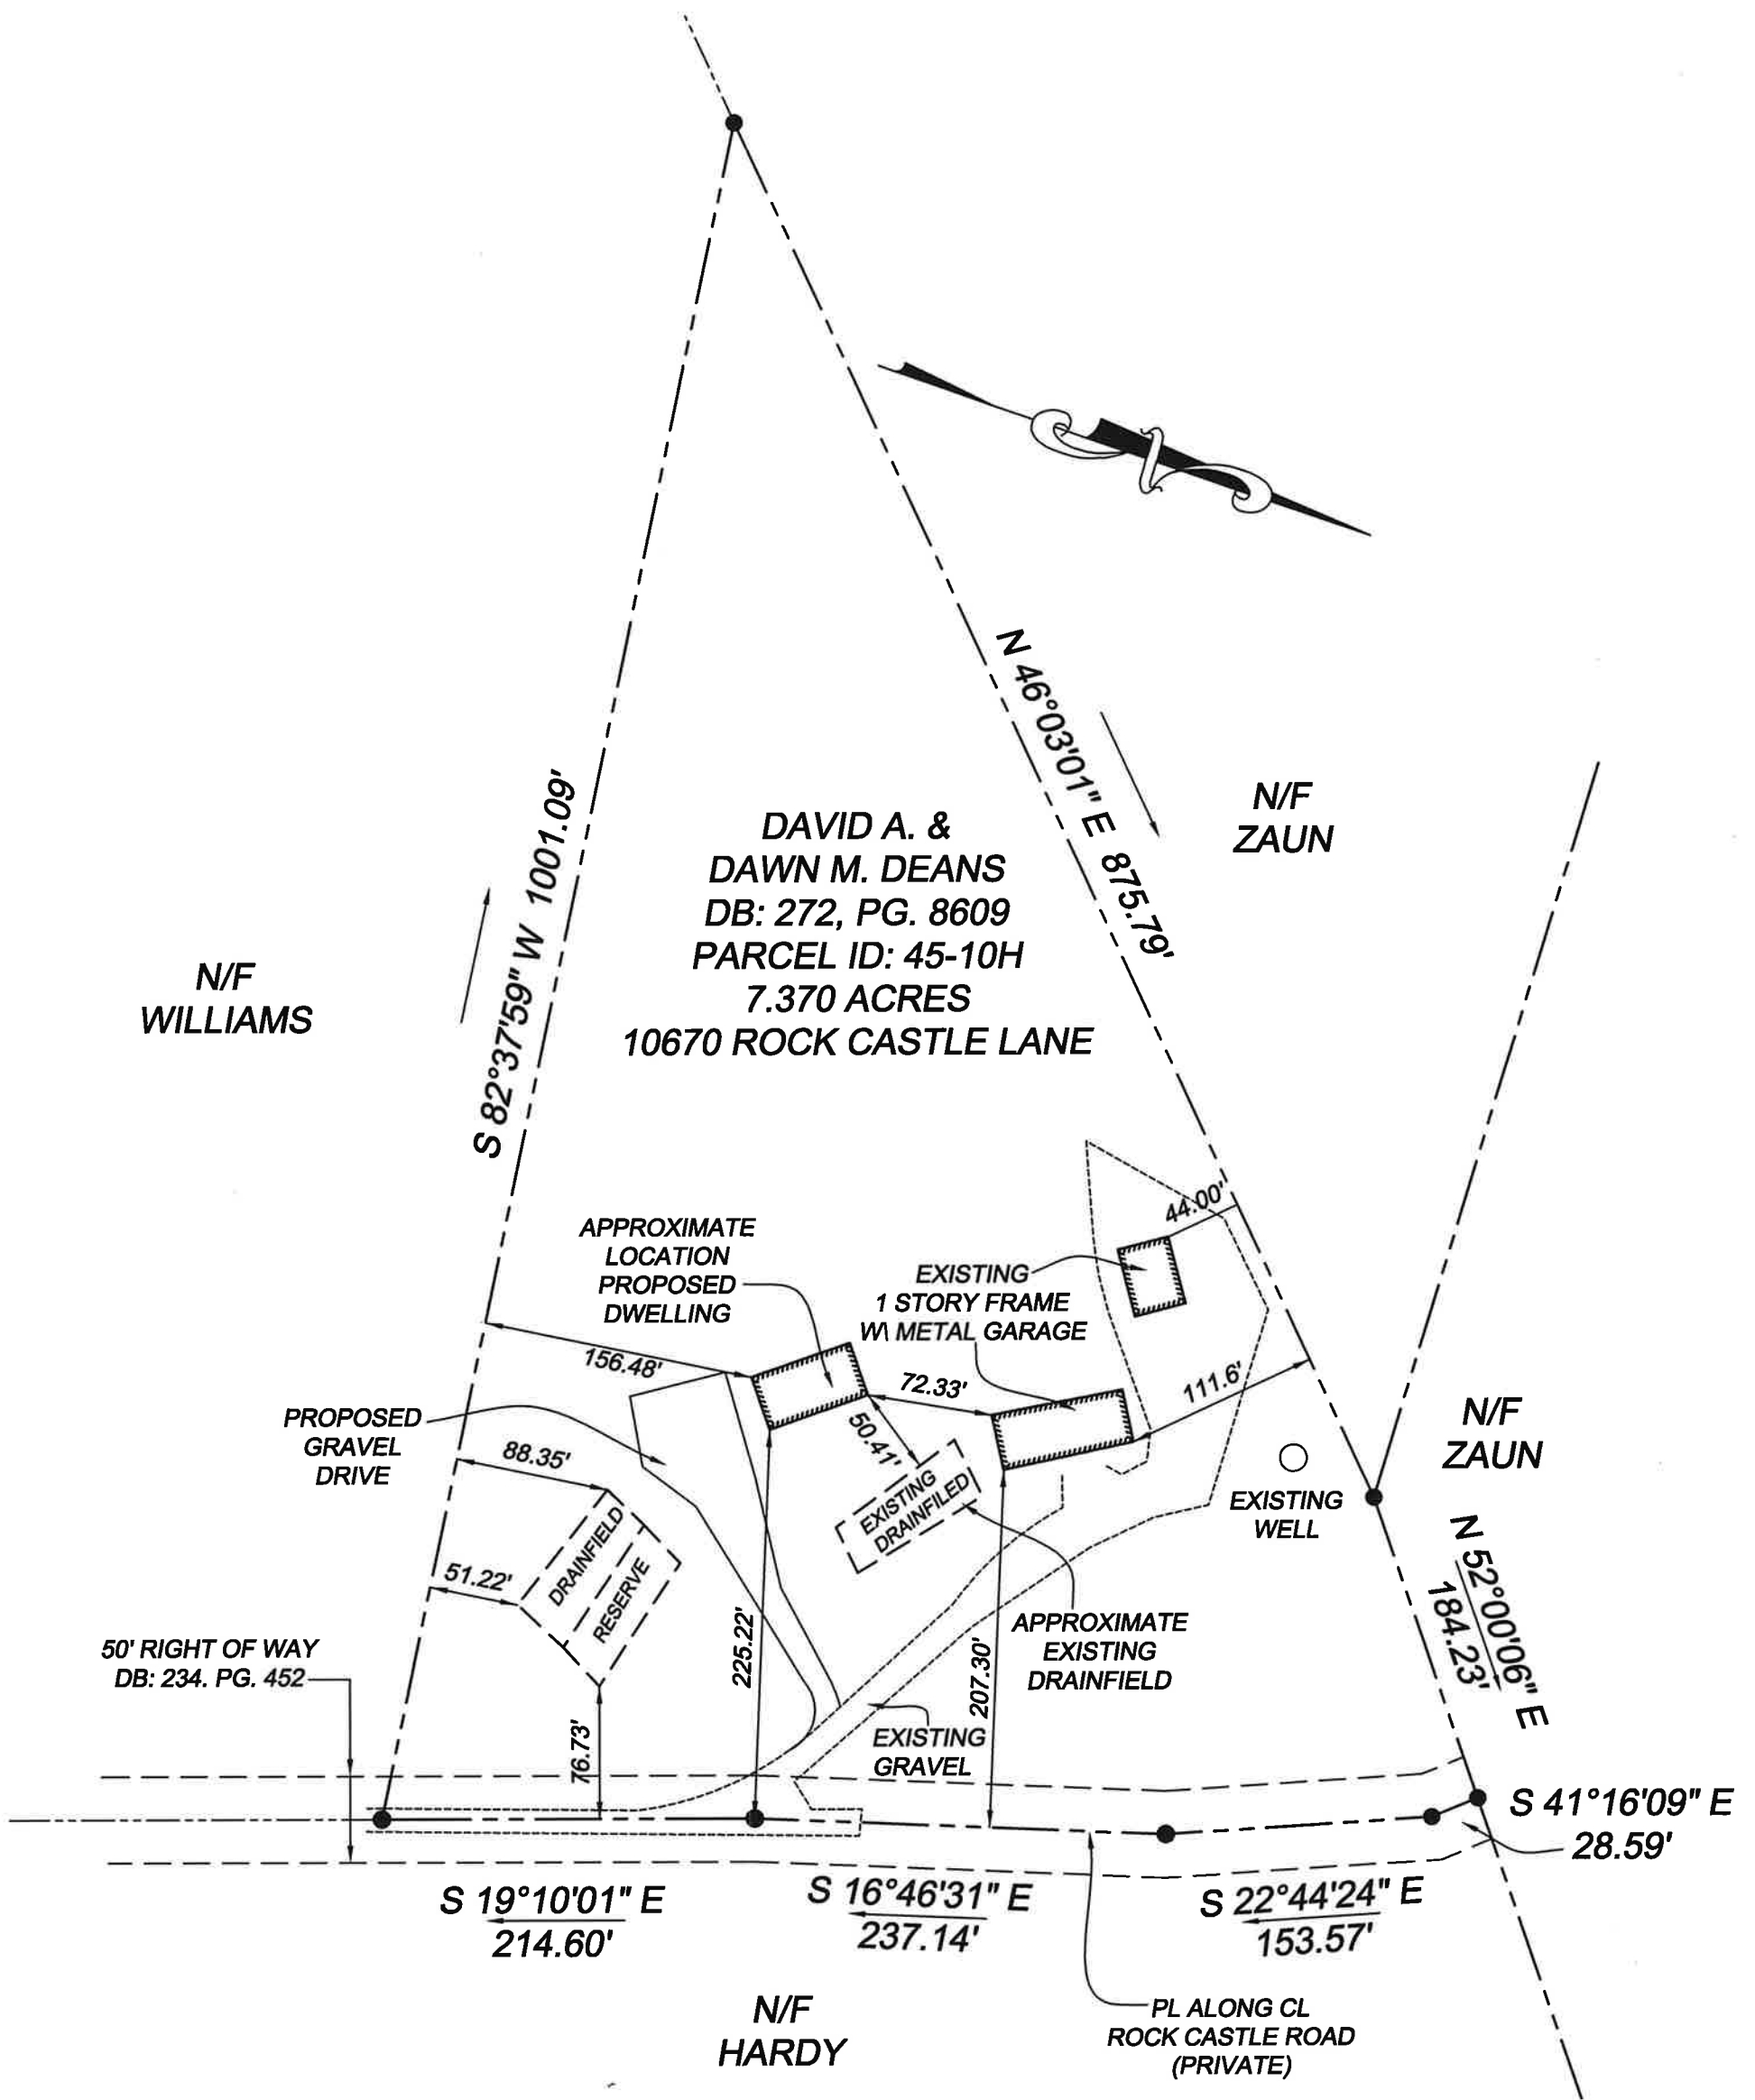 N 46°03'01" E 875.79'
S 82°37'59" W 1001.09'
N/F
ZAUN
DAVID A. &
DAWN M. DEANS
DB: 272, PG. 8609
PARCEL ID: 45-10H
7.370 ACRES
10670 ROCK CASTLE LANE
N/F
WILLIAMS
44.00'
APPROXIMATE
LOCATION
PROPOSED
DWELLING
EXISTING
1 STORY FRAME
W\ METAL GARAGE
156.48'
72.33'
111.6'
50.41'
PROPOSED
GRAVEL
DRIVE
88.35'
N/F
ZAUN
EXISTING
DRAINFILED
EXISTING
WELL
51.22'
DRAINFIELD
RESERVE
N 52°00'06" E
184.23'
APPROXIMATE
EXISTING
DRAINFIELD
50' RIGHT OF WAY
DB: 234. PG. 452
225.22'
207.30'
76.73'
EXISTING
GRAVEL
S 41°16'09" E
28.59'
S 19°10'01" E
214.60'
S 16°46'31" E
237.14'
S 22°44'24" E
153.57'
N/F
HARDY
PL ALONG CL
ROCK CASTLE ROAD
(PRIVATE)